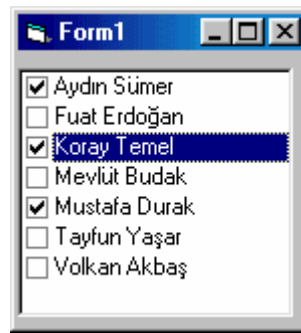 Form1
Aydın Sümer
Fuat Erdoğan
Koray Temel
Mevlüt Budak
Mustafa Durak
Tayfun Yaşar
Volkan Akbaş